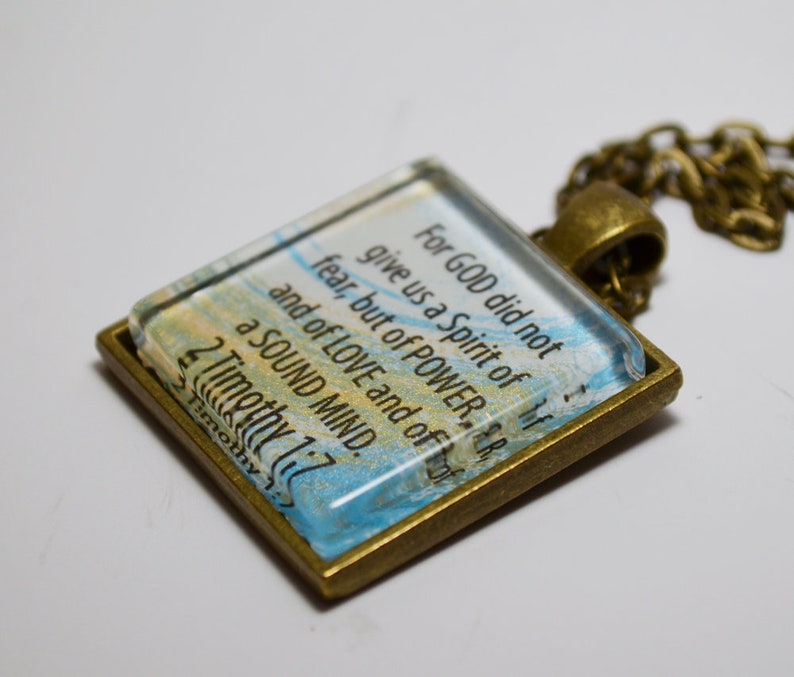 For GOD did not
give us a Spirit of
fear, but of POWER,
and of LOVE and of
a SOUND MIND.
2 Timothy 1:7